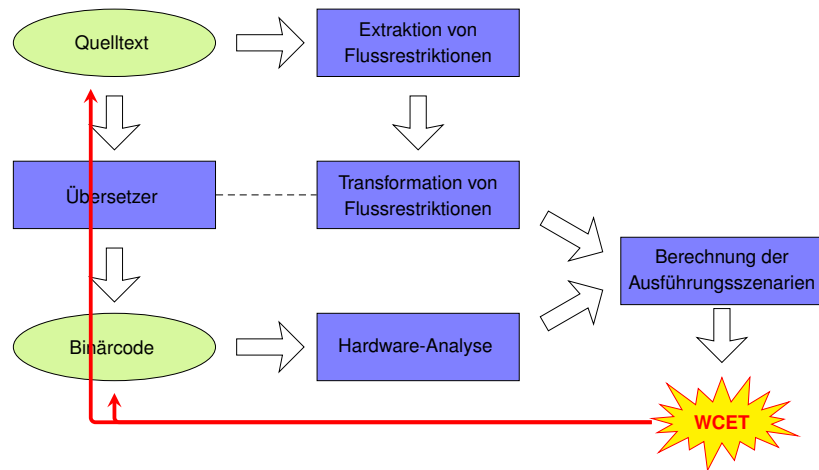 Quelltext
Extraktion von
Flussrestriktionen
Übersetzer
Transformation von
Flussrestriktionen
Berechnung der
Ausführungsszenarien
Binärcode
Hardware-Analyse
WCET